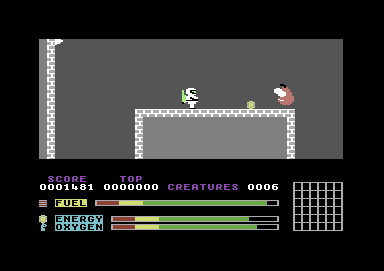 SCORE TOP
0001481 0000000 CREATURES 0006
FUEL
ENERGY
OXYGEN